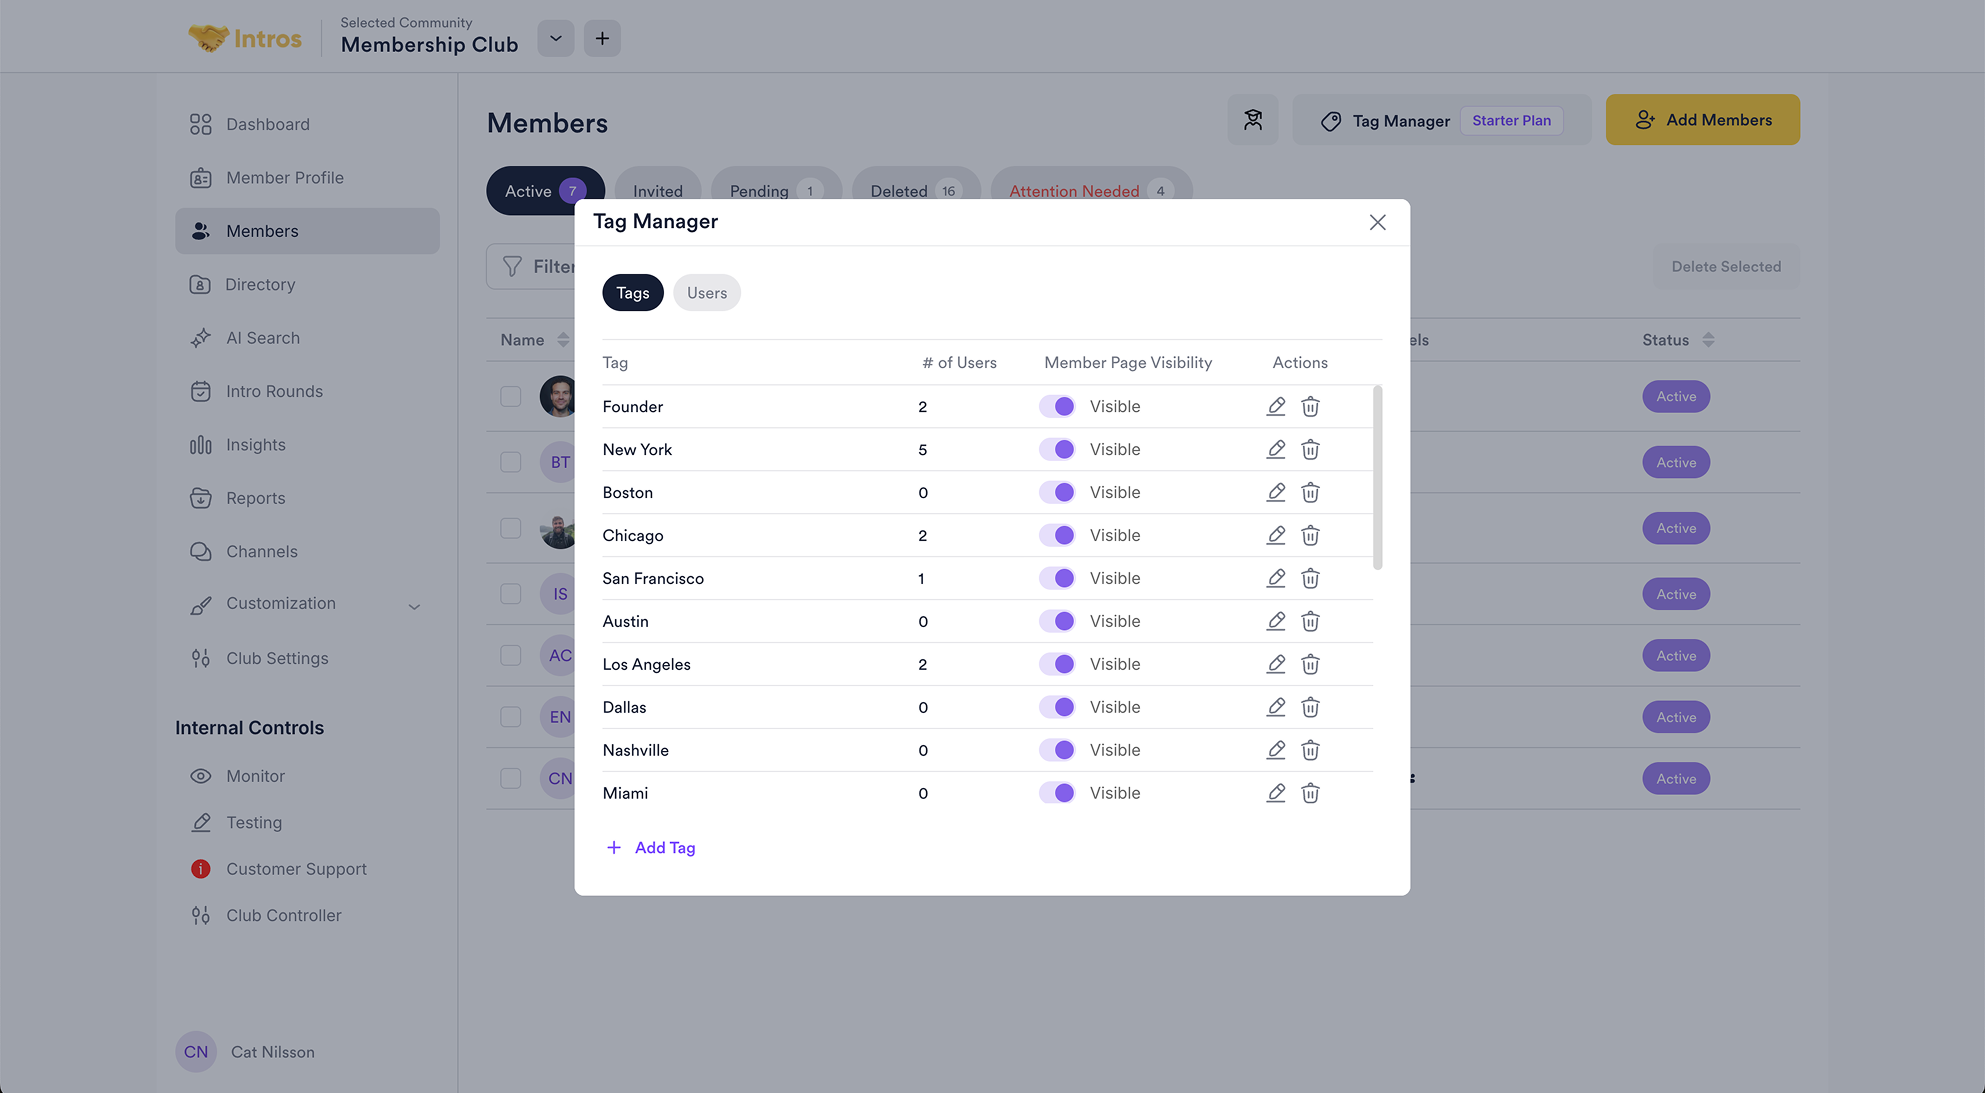 Intros
Selected Community
Membership Club
Dashboard
Member Profile
Members
Directory
AI Search
Intro Rounds
Insights
Reports
Channels
Customization
Club Settings
Internal Controls
Monitor
Testing
Customer Support
Club Controller
CN Cat Nilsson
Members
Tag Manager Starter Plan
Add Members
Active 7 Invited Pending 1 Deleted 16 Attention Needed 4
Filter
Delete Selected
Name
Status
Active
BT Active
Active
IS Active
AC Active
EN Active
CN Active
Tag Manager
Tags Users
Tag # of Users Member Page Visibility Actions
Founder 2 Visible
New York 5 Visible
Boston 0 Visible
Chicago 2 Visible
San Francisco 1 Visible
Austin 0 Visible
Los Angeles 2 Visible
Dallas 0 Visible
Nashville 0 Visible
Miami 0 Visible
+ Add Tag